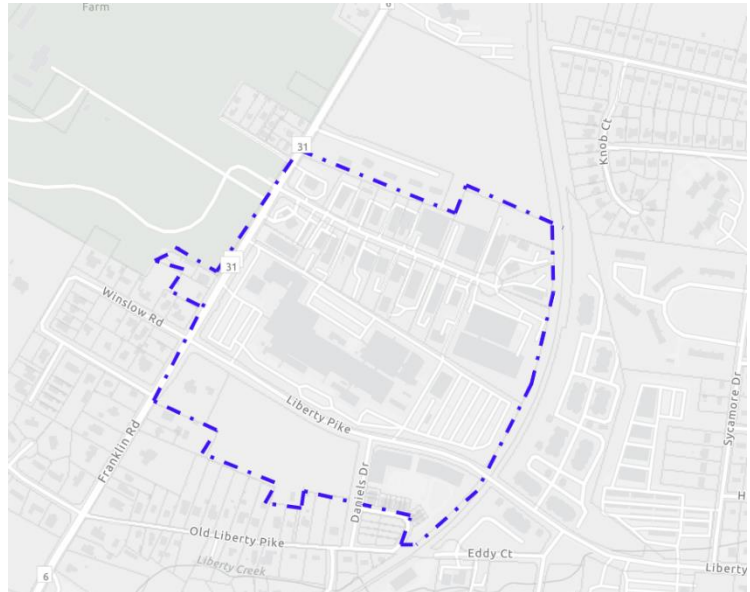 Farm
6
31
Knob Ct
31
Winslow Rd
Liberty Pike
Franklin Rd
Sycamore Dr
Daniels Dr
H
Old Liberty Pike
Eddy Ct
Liberty Creek
Liberty
6